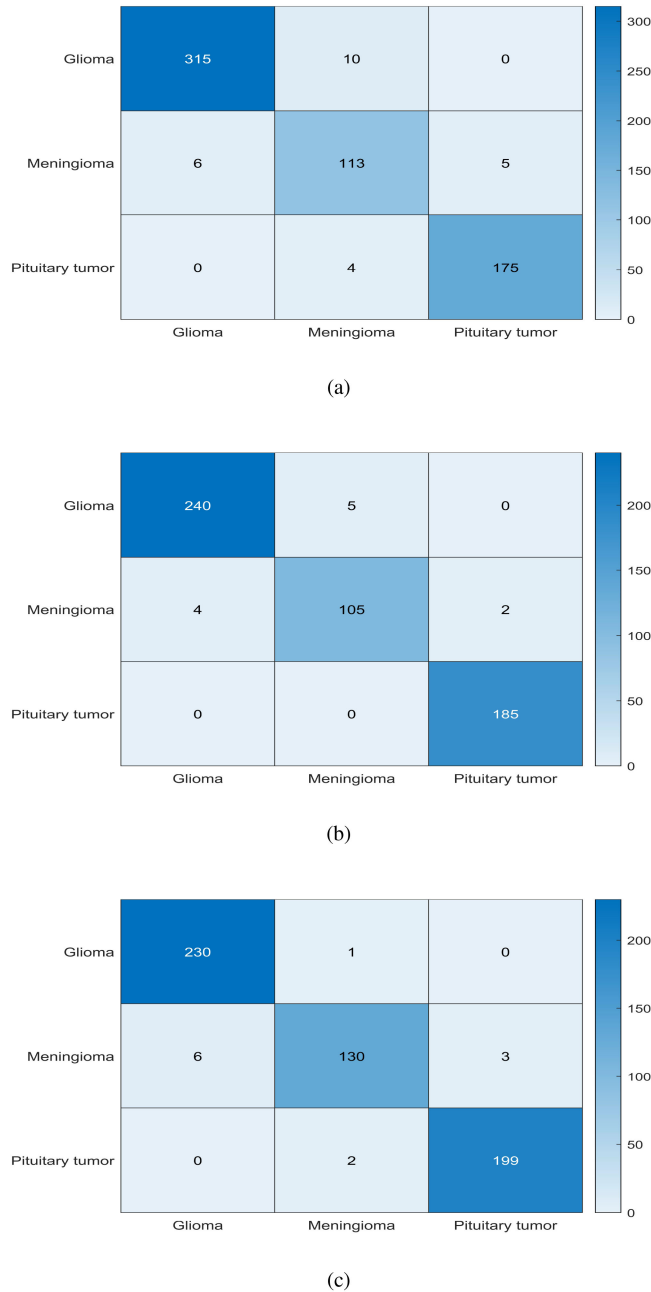 300
Glioma 315 10 0
250
200
Meningioma 6 113 5
150
100
Pituitary tumor 0 4 175
50
0
Glioma Meningioma Pituitary tumor
(a)
Glioma 240 5 0
200
150
Meningioma 4 105 2
100
Pituitary tumor 0 0 185
50
0
Glioma Meningioma Pituitary tumor
(b)
Glioma 230 1 0
200
150
Meningioma 6 130 3
100
Pituitary tumor 0 2 199
50
0
Glioma Meningioma Pituitary tumor
(c)